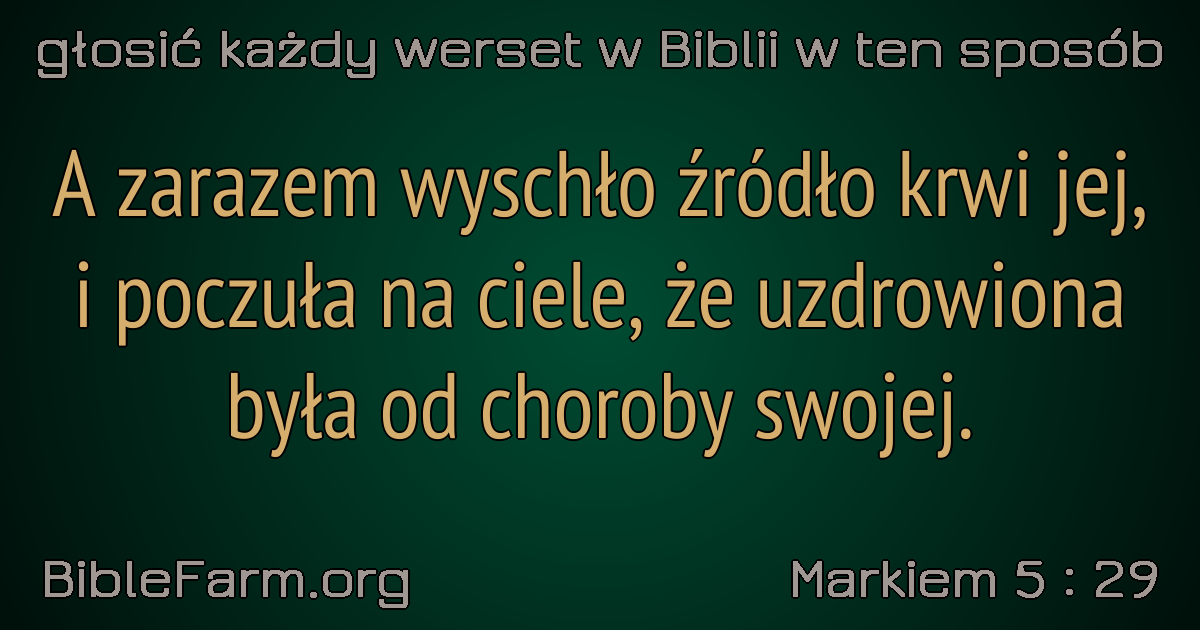 głosić każdy werset w Biblii w ten sposób
A zarazem wyschło źródło krwi jej,
i poczuła na ciele, że uzdrowiona
była od choroby swojej.
BibleFarm.org
Markiem 5 : 29